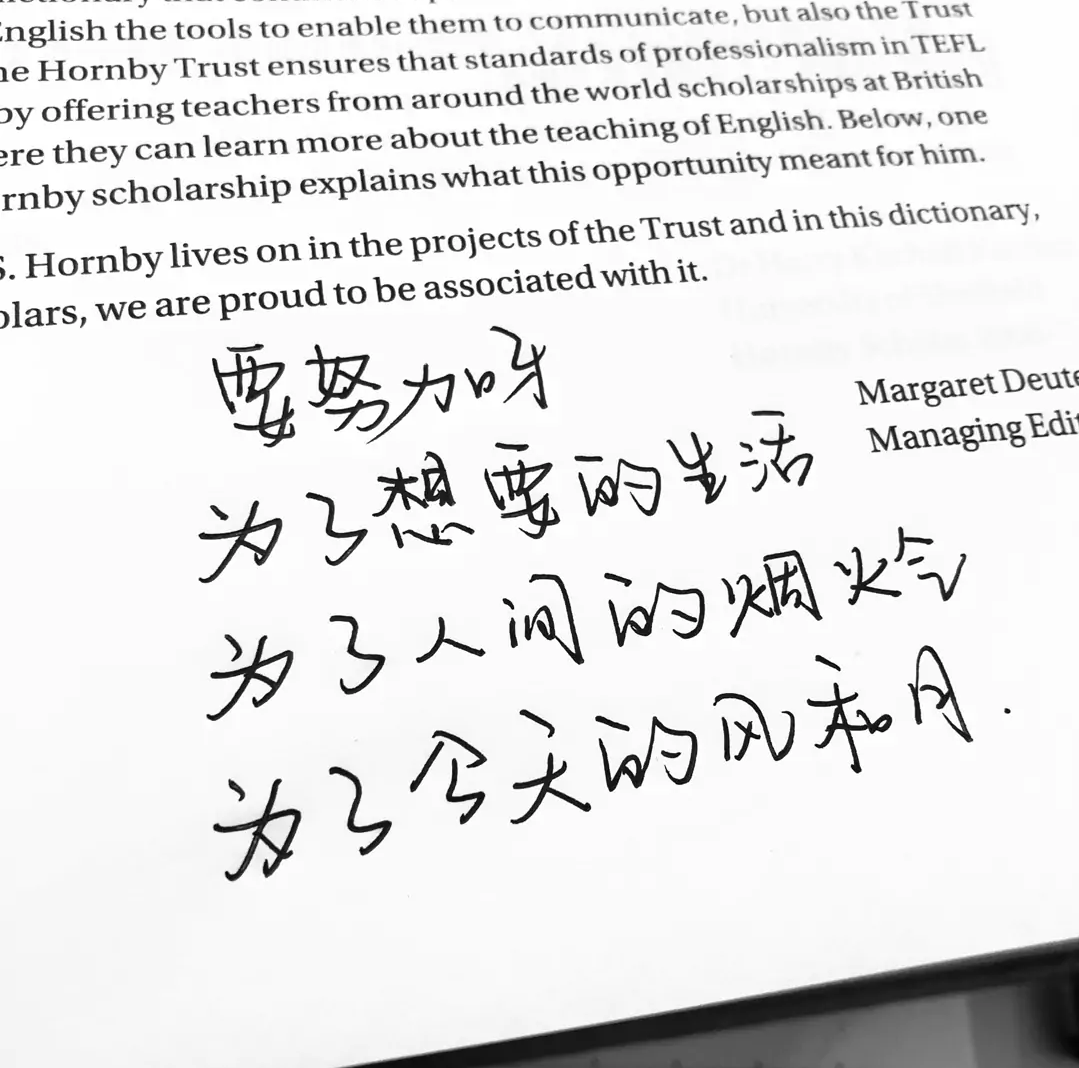 English the tools to enable them to communicate, but also the Trust
he Hornby Trust ensures that standards of professionalism in TEFL
by offering teachers from around the world scholarships at British
ere they can learn more about the teaching of English. Below, one
rnby scholarship explains what this opportunity meant for him.
S. Hornby lives on in the projects of the Trust and in this dictionary,
olars, we are proud to be associated with it.
Margaret Deute
Managing Edit
要努力呀
为了想要的生活
为了人间的烟火气
为了今天的风和月.